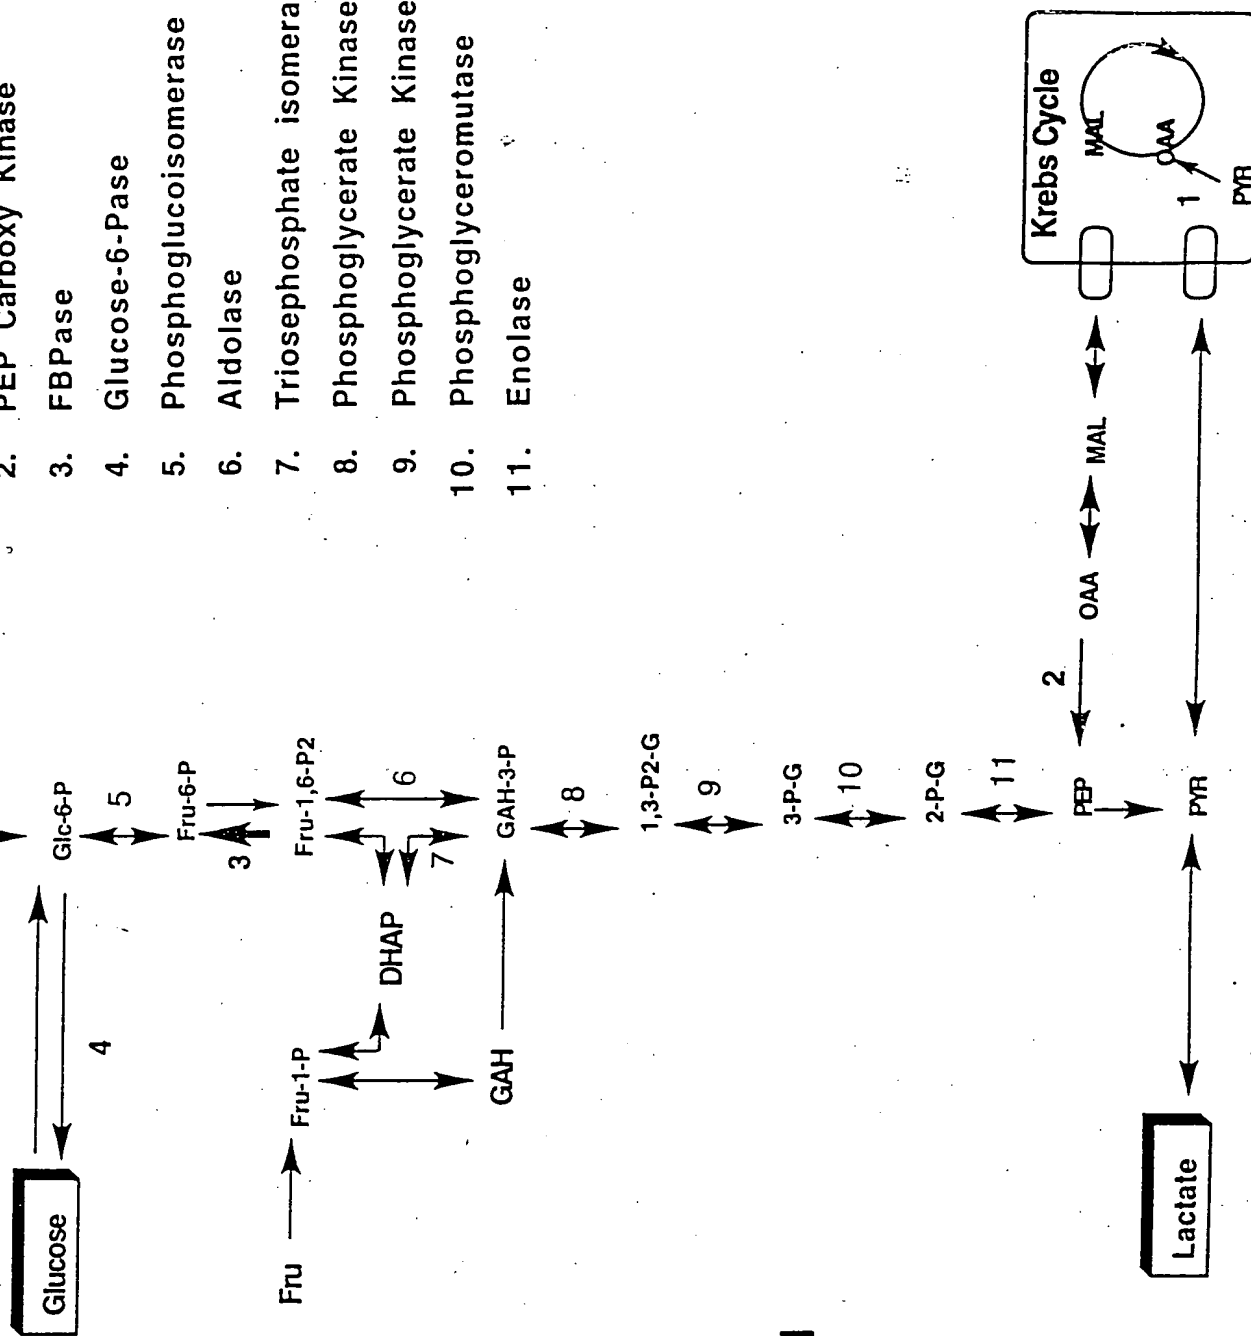 2. PEP Carboxy Kinase
3. FBPase
4. Glucose-6-Pase
5. Phosphoglucoisomerase
6. Aldolase
7. Triosephosphate isomera
8. Phosphoglycerate Kinase
9. Phosphoglycerate Kinase
10. Phosphoglyceromutase
11. Enolase
Glucose
4
Glc-6-P
5
Fru-6-P
3
Fru-1,6-P2
6
7
DHAP
Fru
Fru-1-P
GAH
GAH-3-P
8
1,3-P2-G
9
3-P-G
10
2-P-G
11
PEP
2
OAA
MAL
Krebs Cycle
MAL
OAA
1
PYR
PYR
Lactate